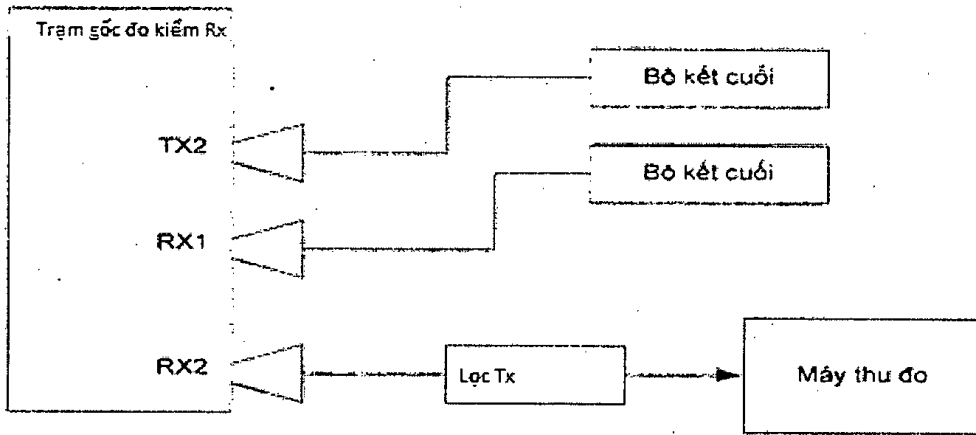 Trạm gốc đo kiểm Rx
Bộ kết cuối
TX2
Bộ kết cuối
RX1
RX2
Lọc Tx
Máy thu đo